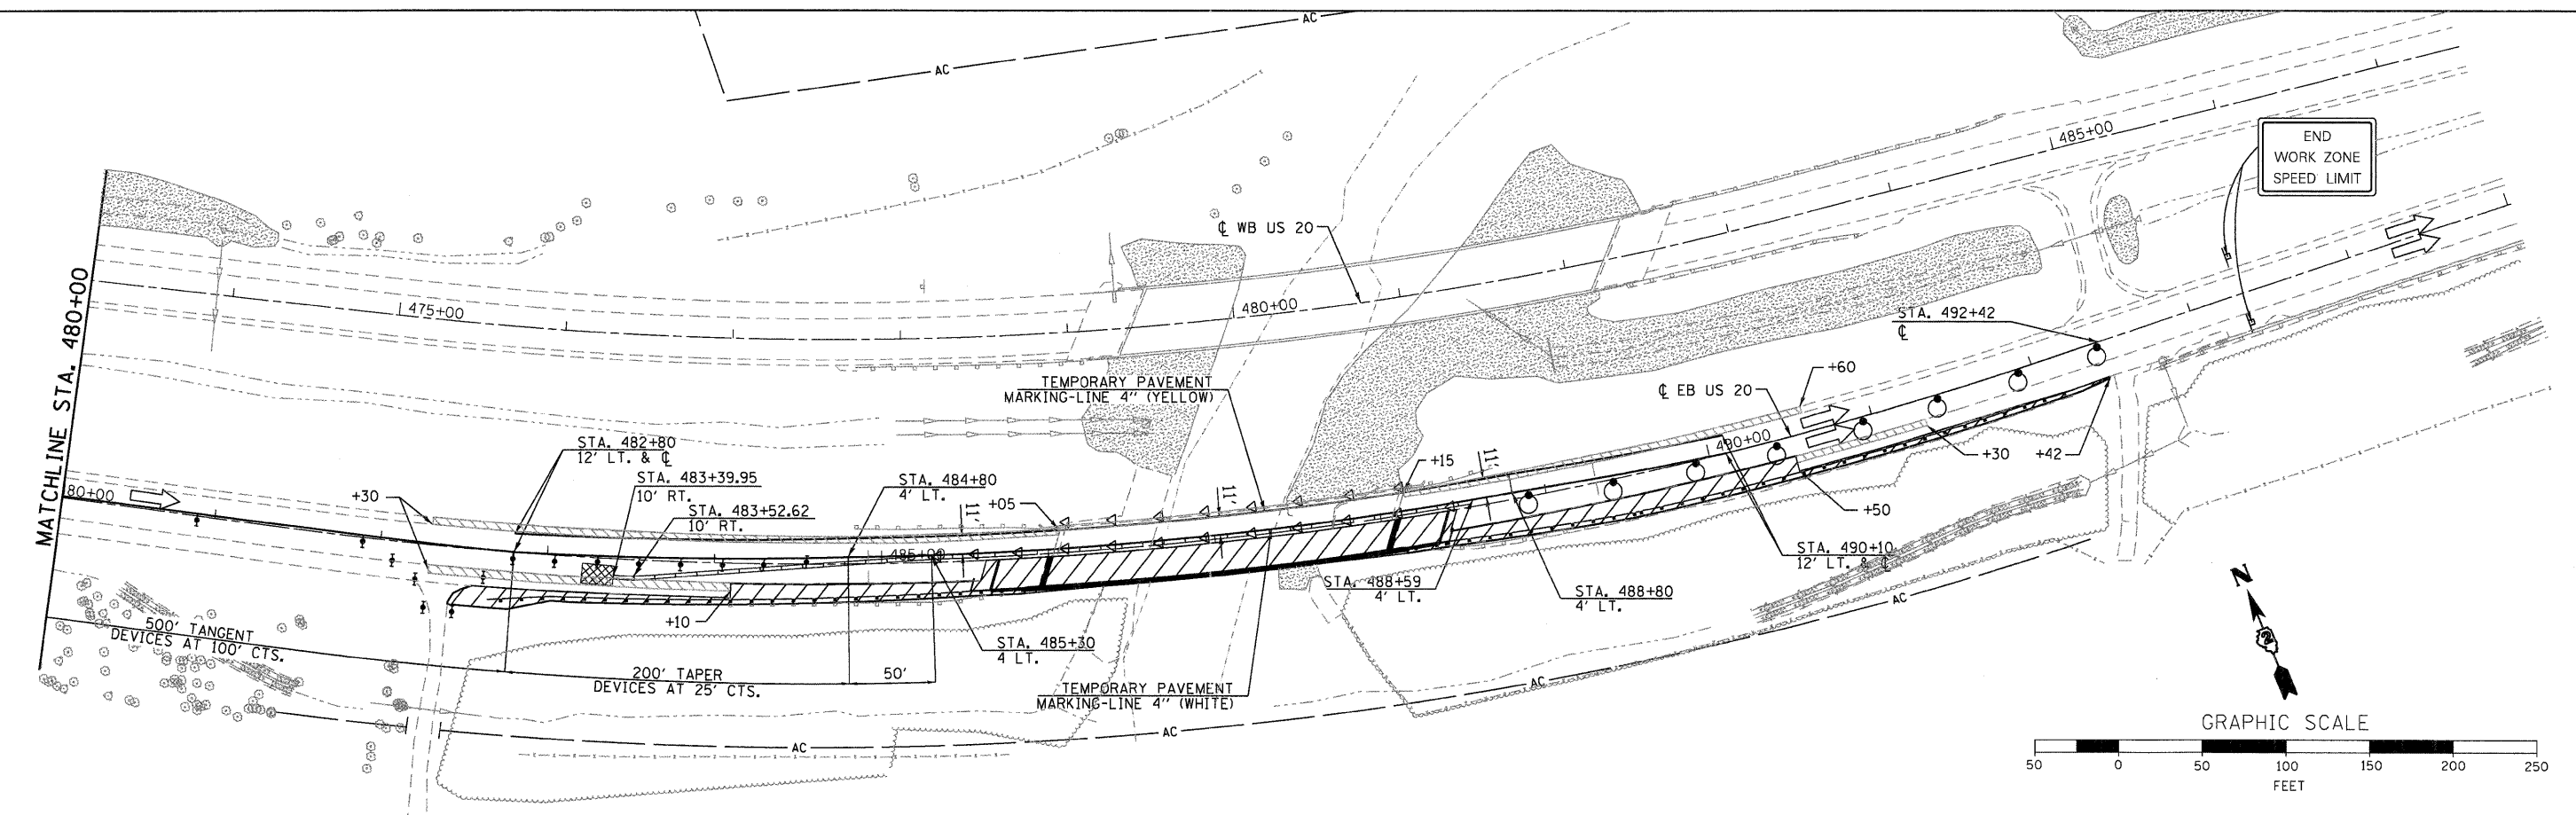 AC
AC
END
WORK ZONE
SPEED LIMIT
485+00
℄ WB US 20
MATCHLINE STA. 480+00
475+00
480+00
STA. 492+42
℄
TEMPORARY PAVEMENT
MARKING-LINE 4" (YELLOW)
℄ EB US 20
+60
STA. 482+80
12' LT. & ℄
STA. 483+39.95
10' RT.
STA. 484+80
4' LT.
+05
11'
11'
+15
11'
490+00
+30
+42
80+00
+30
STA. 483+52.62
10' RT.
485+00
+50
STA. 490+10
12' LT. & ℄
STA. 488+59
4' LT.
STA. 488+80
4' LT.
AC
+10
500' TANGENT
DEVICES AT 100' CTS.
STA. 485+30
4 LT.
200' TAPER
DEVICES AT 25' CTS.
50'
TEMPORARY PAVEMENT
MARKING-LINE 4" (WHITE)
AC
AC
AC
N
2
GRAPHIC SCALE
50 0 50 100 150 200 250
FEET